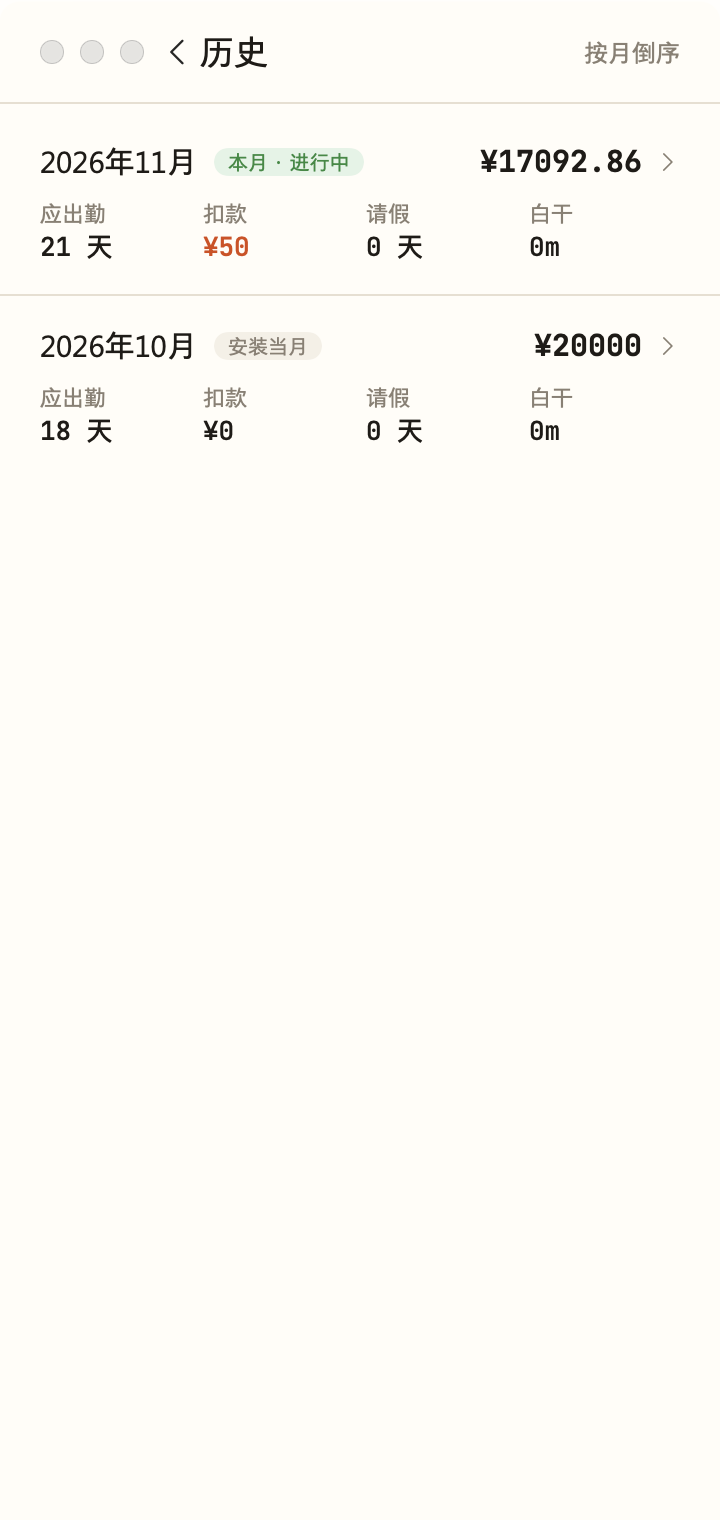 历史 按月倒序
2026年11月 本月 · 进行中 ¥17092.86
应出勤 扣款 请假 白干
21 天 ¥50 0 天 0m
2026年10月 安装当月 ¥20000
应出勤 扣款 请假 白干
18 天 ¥0 0 天 0m